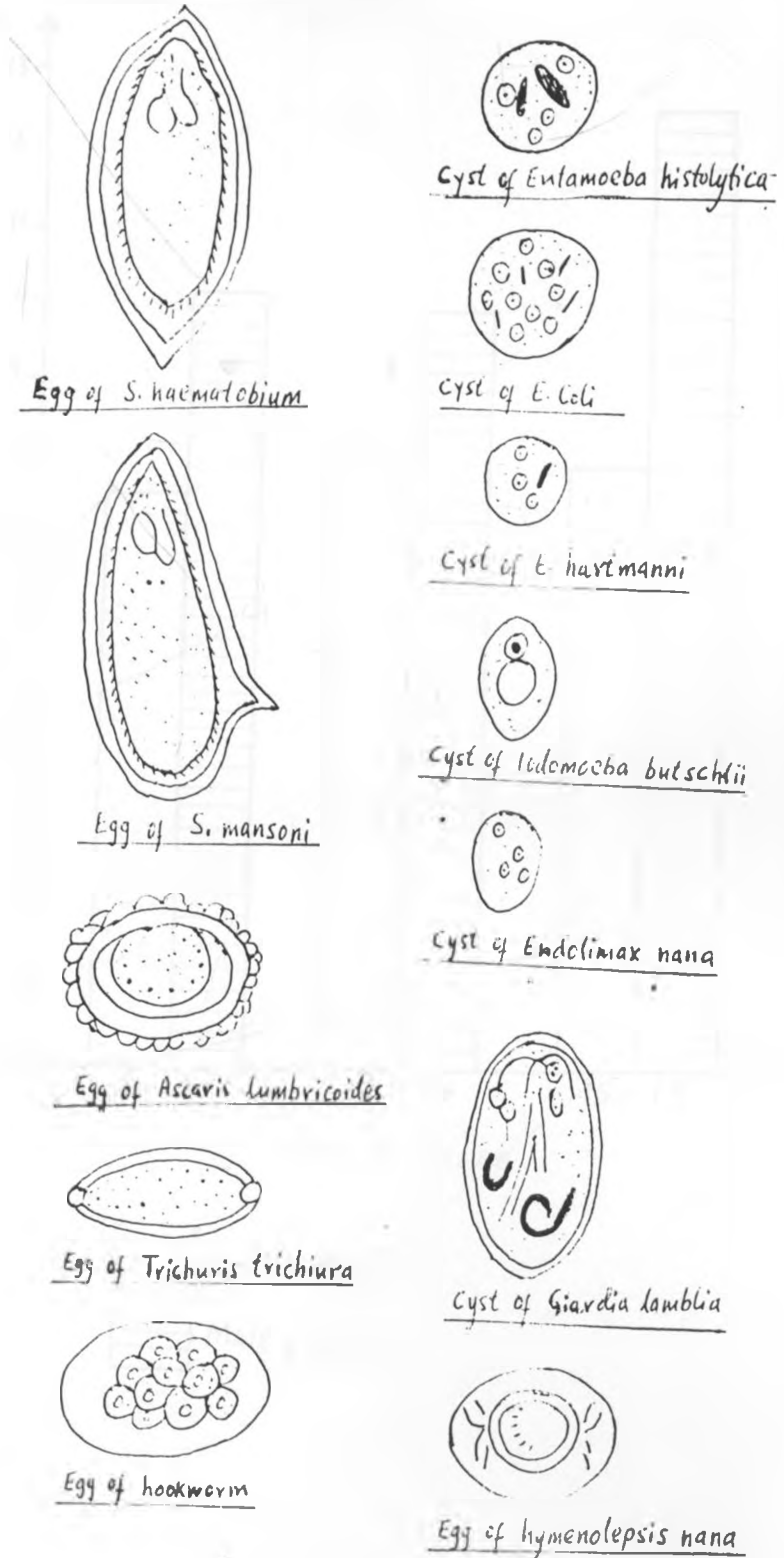 Egg of S. haematobium
Egg of S. mansoni
Egg of Ascaris lumbricoides
Egg of Trichuris trichiura
Egg of hookworm
Cyst of Entamoeba histolytica
Cyst of E. Coli
Cyst of E. hartmanni
Cyst of Iodomoeba butschlii
Cyst of Endolimax nana
Cyst of Giardia lamblia
Egg of hymenolepsis nana